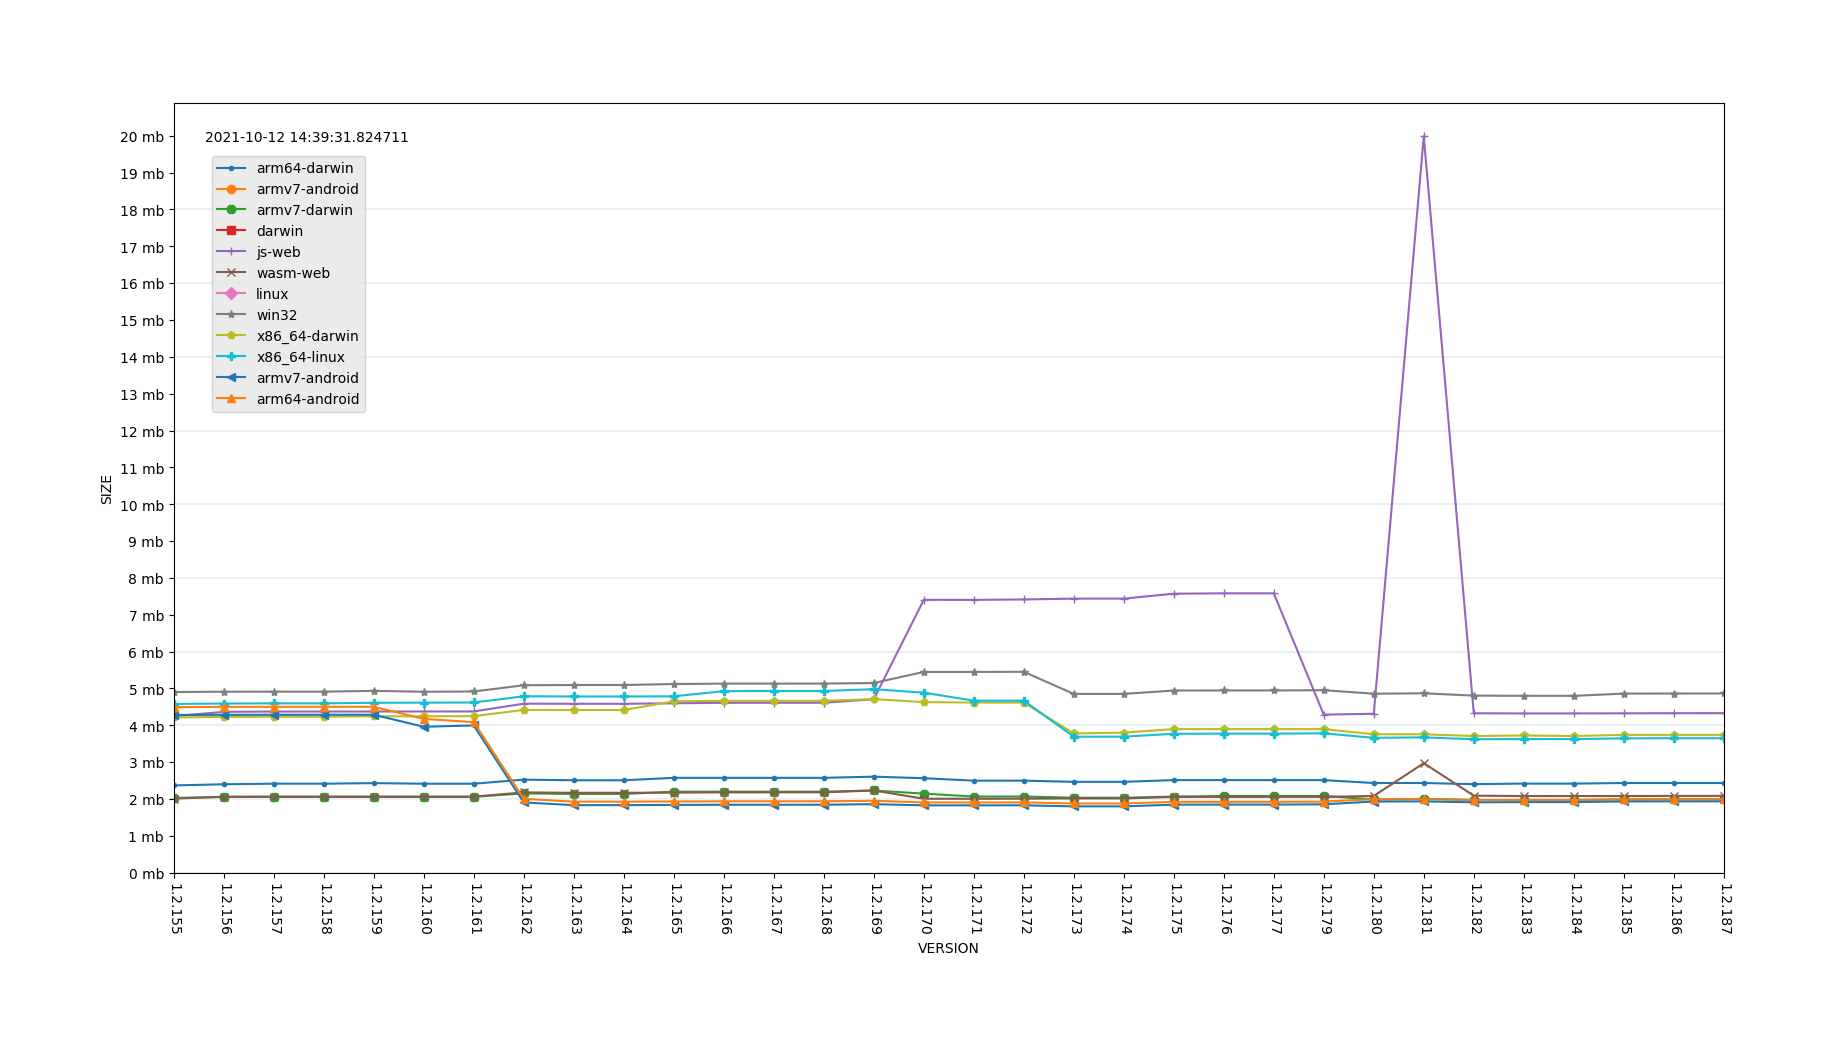 2021-10-12 14:39:31.824711
arm64-darwin
armv7-android
armv7-darwin
darwin
js-web
wasm-web
linux
win32
x86_64-darwin
x86_64-linux
armv7-android
arm64-android
20 mb
19 mb
18 mb
17 mb
16 mb
15 mb
14 mb
13 mb
12 mb
11 mb
10 mb
9 mb
8 mb
7 mb
6 mb
5 mb
4 mb
3 mb
2 mb
1 mb
0 mb
SIZE
1.2.155
1.2.156
1.2.157
1.2.158
1.2.159
1.2.160
1.2.161
1.2.162
1.2.163
1.2.164
1.2.165
1.2.166
1.2.167
1.2.168
1.2.169
1.2.170
1.2.171
1.2.172
1.2.173
1.2.174
1.2.175
1.2.176
1.2.177
1.2.179
1.2.180
1.2.181
1.2.182
1.2.183
1.2.184
1.2.185
1.2.186
1.2.187
VERSION